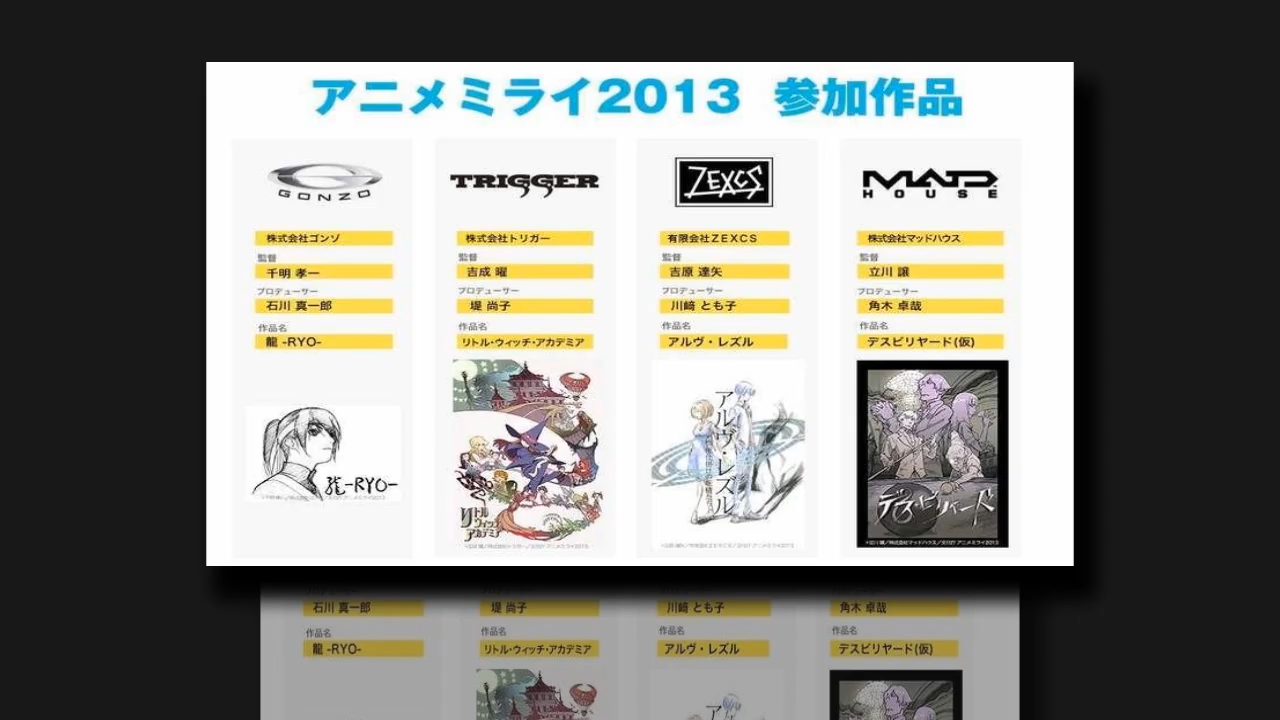 アニメミライ2013 参加作品
GONZO
株式会社ゴンゾ
監督
千明 孝一
プロデューサー
石川 真一郎
作品名
龍 -RYO-
龍-RYO-
TRIGGER
株式会社トリガー
監督
吉成 曜
プロデューサー
堤 尚子
作品名
リトル・ウィッチ・アカデミア
リトル
ウィッチ
アカデミア
ZEXCS
有限会社ZEXCS
監督
吉原 達矢
プロデューサー
川﨑 とも子
作品名
アルヴ・レズル
アルヴ・レズル
MAD HOUSE
株式会社マッドハウス
監督
立川 譲
プロデューサー
角木 卓哉
作品名
デスビリヤード(仮)
デス・ビリヤード
石川 真一郎
作品名
龍 -RYO-
堤 尚子
作品名
リトル・ウィッチ・アカデミア
川﨑 とも子
作品名
アルヴ・レズル
角木 卓哉
作品名
デスビリヤード(仮)